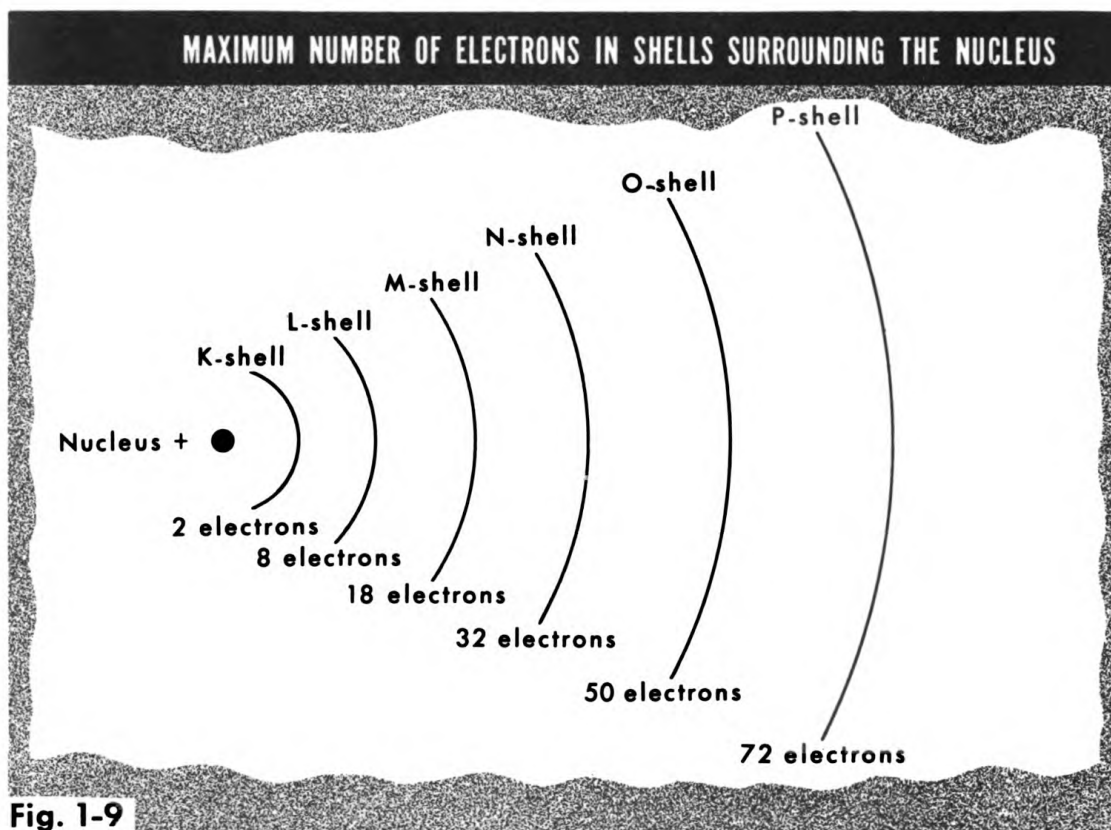 MAXIMUM NUMBER OF ELECTRONS IN SHELLS SURROUNDING THE NUCLEUS
P-shell
O-shell
N-shell
M-shell
L-shell
K-shell
Nucleus +
2 electrons
8 electrons
18 electrons
32 electrons
50 electrons
72 electrons
Fig. 1-9